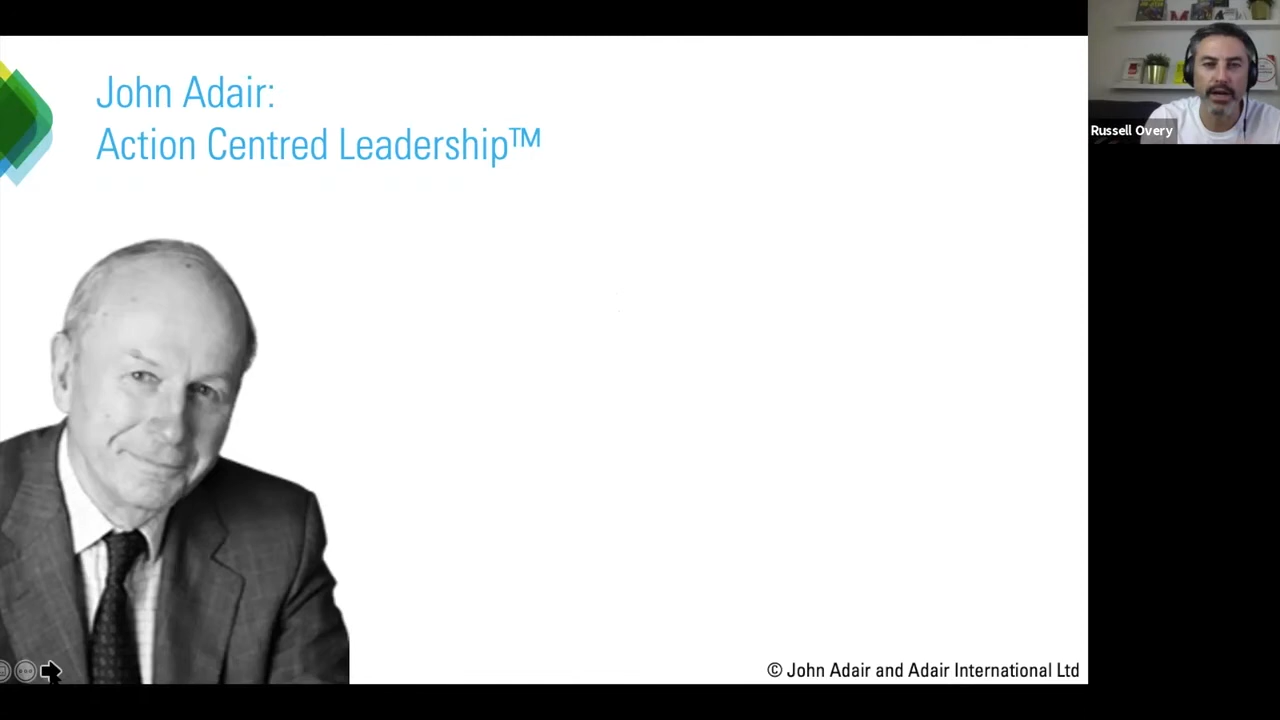 John Adair:
Action Centred Leadership™
Russell Overy
© John Adair and Adair International Ltd